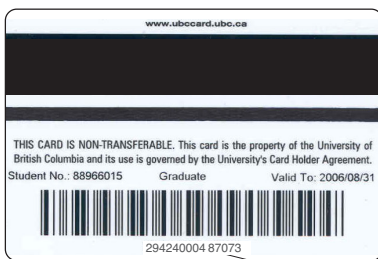 www.ubccard.ubc.ca
THIS CARD IS NON-TRANSFERABLE. This card is the property of the University of
British Columbia and its use is governed by the University's Card Holder Agreement.
Student No.: 88966015 Graduate Valid To: 2006/08/31
294240004 87073